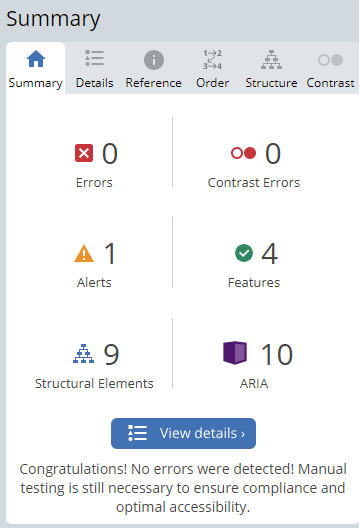 Summary
Summary Details Reference Order Structure Contrast
0 0
Errors Contrast Errors
1 4
Alerts Features
9 10
Structural Elements ARIA
View details ›
Congratulations! No errors were detected! Manual
testing is still necessary to ensure compliance and
optimal accessibility.